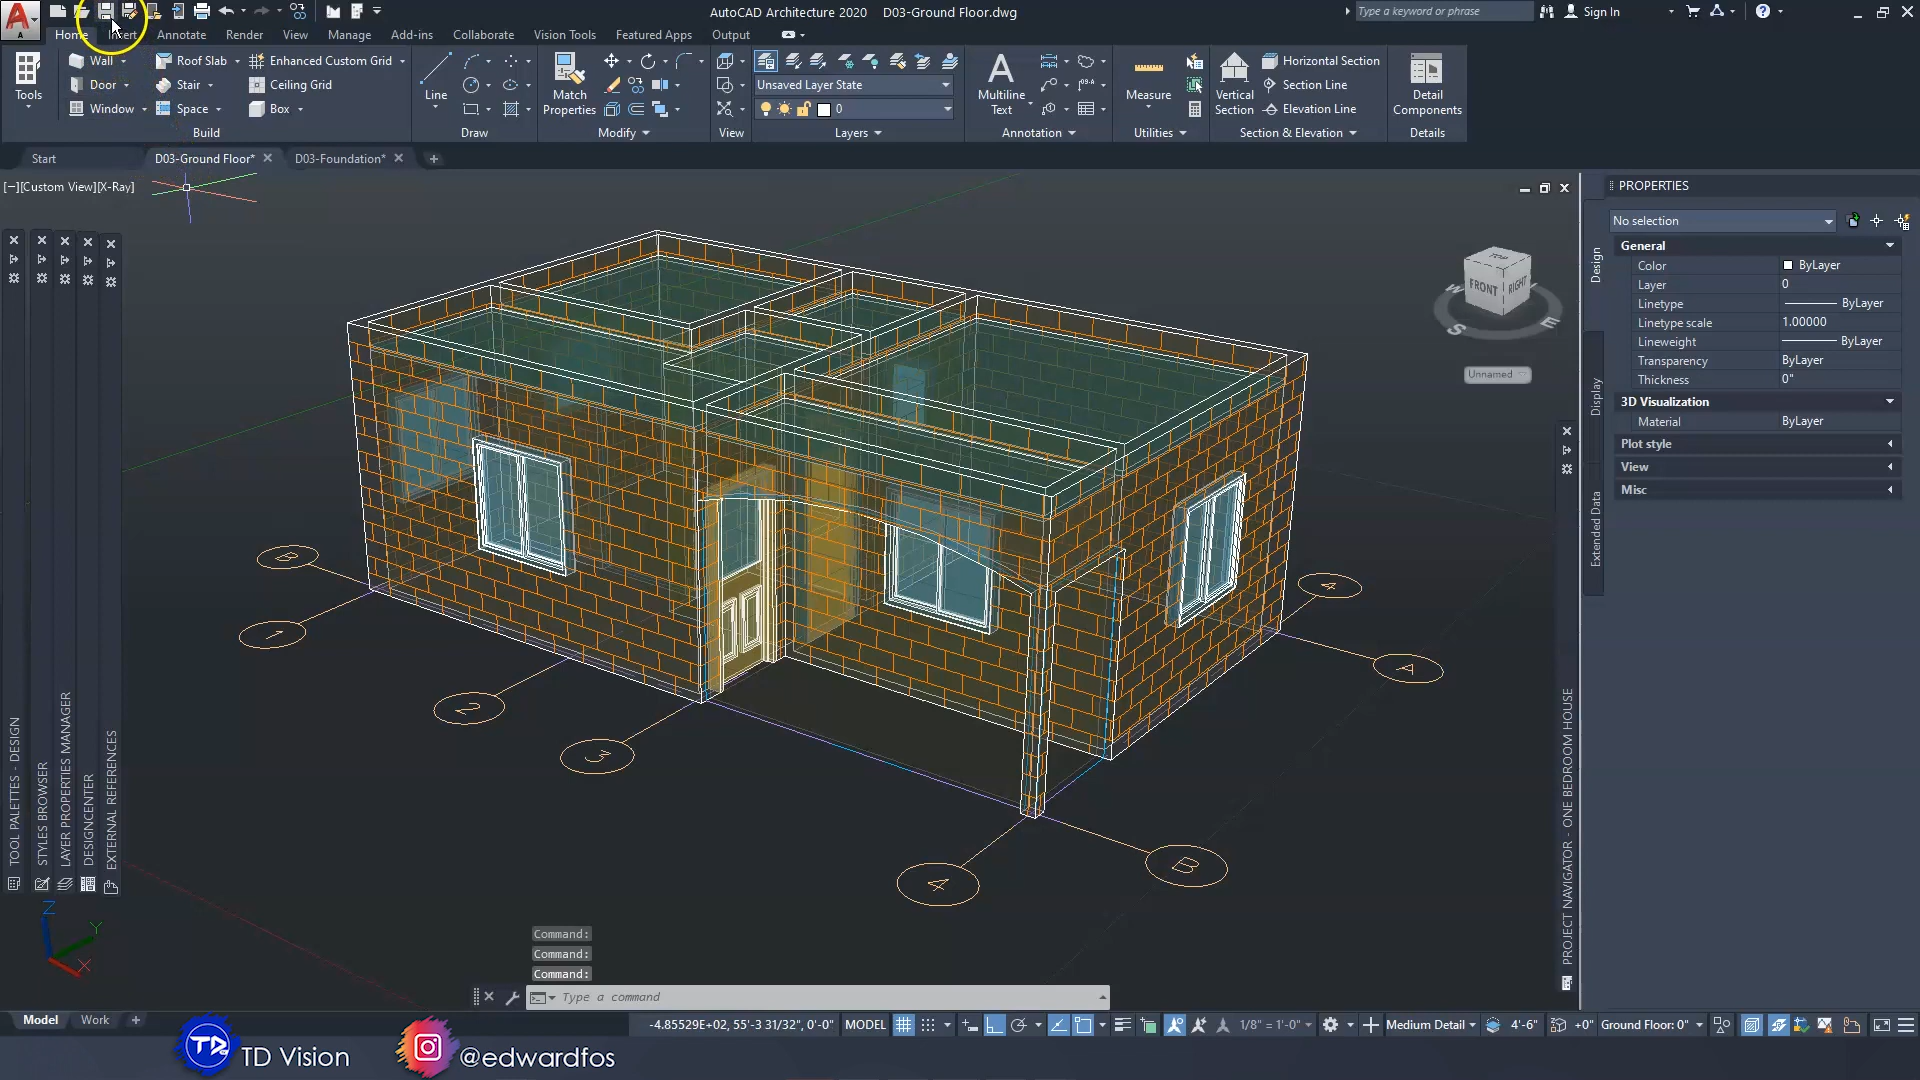 A
A
AutoCAD Architecture 2020 D03-Ground Floor.dwg
Type a keyword or phrase
Sign In
Home Insert Annotate Render View Manage Add-ins Collaborate Vision Tools Featured Apps Output
Tools
Wall
Door
Window
Roof Slab
Stair
Space
Enhanced Custom Grid
Ceiling Grid
Box
Build
Line
Draw
Match
Properties
Modify
View
Unsaved Layer State
0
Layers
A
Multiline
Text
Annotation
Measure
Utilities
Vertical
Section
Horizontal Section
Section Line
Elevation Line
Section & Elevation
Detail
Components
Details
Start D03-Ground Floor* D03-Foundation*
[−][Custom View][X-Ray]
TOOL PALETTES - DESIGN
STYLES BROWSER
LAYER PROPERTIES MANAGER
DESIGNCENTER
EXTERNAL REFERENCES
TOP
FRONT RIGHT
W
S
E
Unnamed
B
1
2
3
4
B
A
4
Z
Y
X
PROJECT NAVIGATOR - ONE BEDROOM HOUSE
PROPERTIES
No selection
Design
Display
Extended Data
General
Color ByLayer
Layer 0
Linetype ByLayer
Linetype scale 1.00000
Lineweight ByLayer
Transparency ByLayer
Thickness 0"
3D Visualization
Material ByLayer
Plot style
View
Misc
Command:
Command:
Command:
Type a command
Model Work
-4.85529E+02, 55'-3 31/32", 0'-0" MODEL 1/8" = 1'-0" Medium Detail 4'-6" +0" Ground Floor: 0"
TD TD Vision @edwardfos